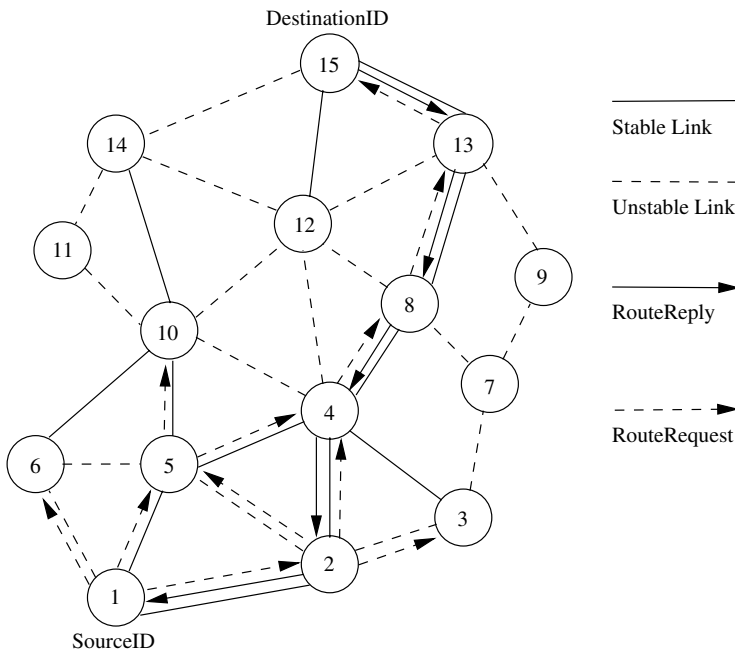 DestinationID
15
Stable Link
14
13
Unstable Link
12
11
9
8
RouteReply
10
7
4
RouteRequest
6
5
3
2
1
SourceID